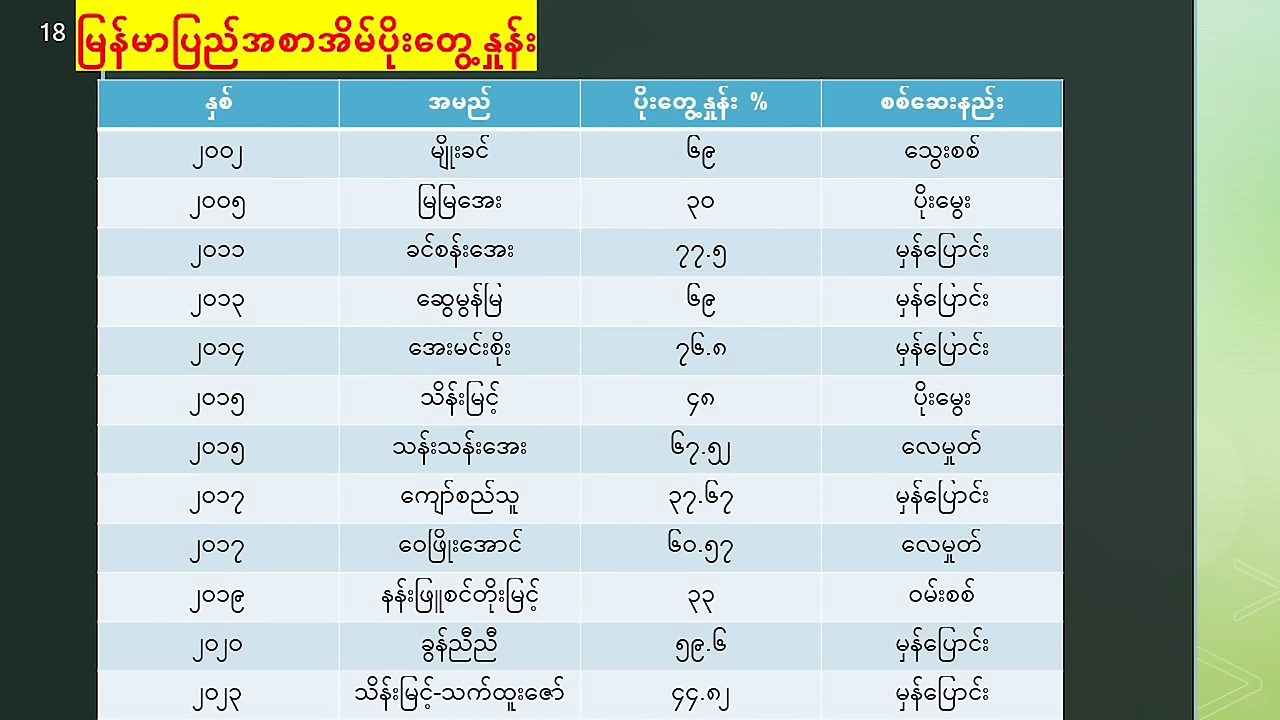 18
မြန်မာပြည်အစာအိမ်ပိုးတွေ့နှုန်း
နှစ် အမည် ပိုးတွေ့နှုန်း % စစ်ဆေးနည်း
၂၀၀၂ မျိုးခင် ၆၉ သွေးစစ်
၂၀၀၅ မြမြအေး ၃၀ ပိုးမွေး
၂၀၁၁ ခင်စန်းအေး ၇၇.၅ မှန်ပြောင်း
၂၀၁၃ ဆွေမွန်မြ ၆၉ မှန်ပြောင်း
၂၀၁၄ အေးမင်းစိုး ၇၆.၈ မှန်ပြောင်း
၂၀၁၅ သိန်းမြင့် ၄၈ ပိုးမွေး
၂၀၁၅ သန်းသန်းအေး ၆၇.၅၂ လေမှုတ်
၂၀၁၇ ကျော်စည်သူ ၃၇.၆၇ မှန်ပြောင်း
၂၀၁၇ ဝေဖြိုးအောင် ၆၀.၅၇ လေမှုတ်
၂၀၁၉ နန်းဖြူစင်တိုးမြင့် ၃၃ ဝမ်းစစ်
၂၀၂၀ ခွန်ညီညီ ၅၉.၆ မှန်ပြောင်း
၂၀၂၃ သိန်းမြင့်-သက်ထူးဇော် ၄၄.၈၂ မှန်ပြောင်း